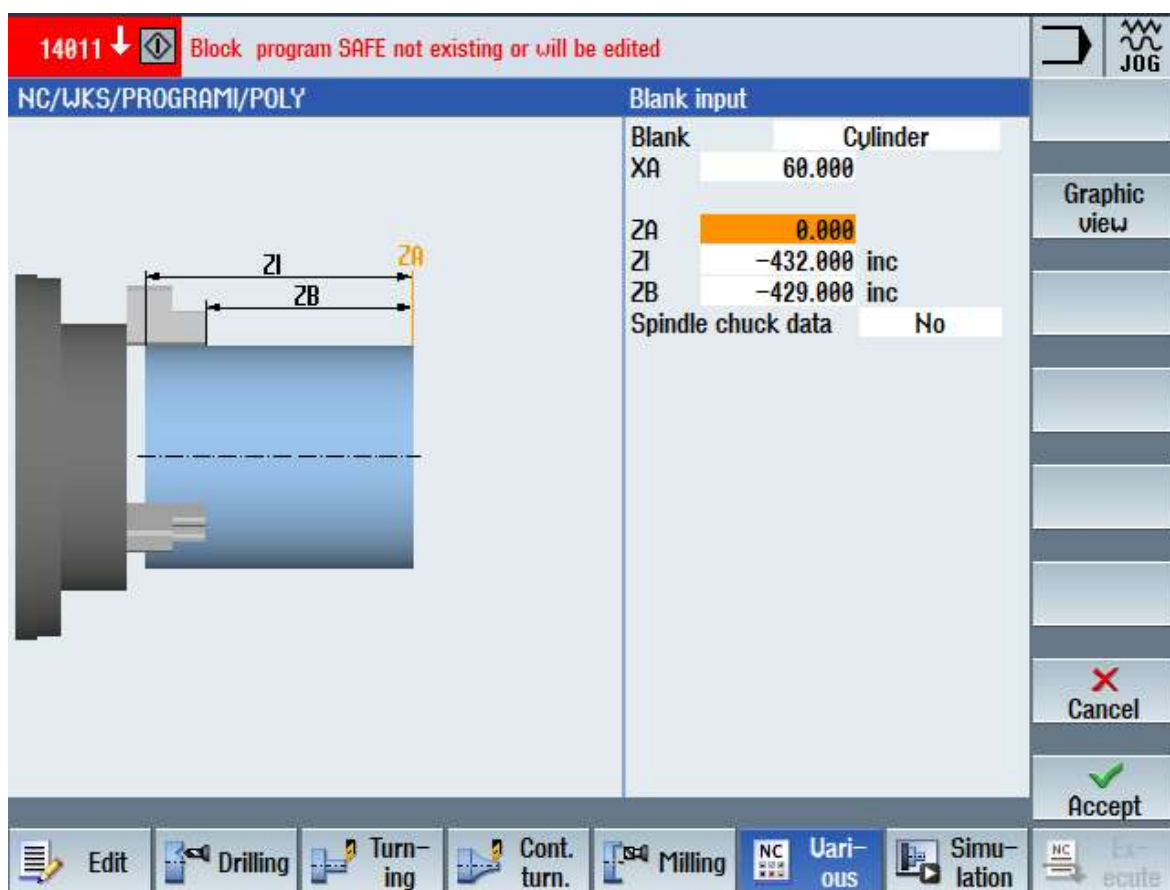 14011 Block program SAFE not existing or will be edited
JOG
NC/WKS/PROGRAMI/POLY
Blank input
Blank Cylinder
XA 60.000
ZA 0.000
ZI -432.000 inc
ZB -429.000 inc
Spindle chuck data No
ZI
ZA
ZB
Graphic
view
Cancel
Accept
Edit
Drilling
Turn-
ing
Cont.
turn.
Milling
NC
Vari-
ous
Simu-
lation
NC
Ex-
ecute